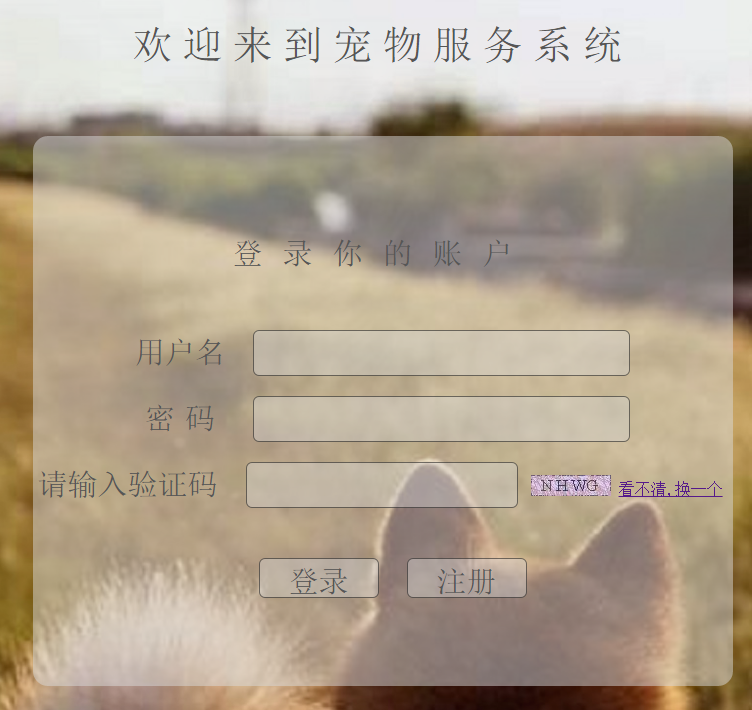 欢迎来到宠物服务系统
登录你的账户
用户名
密码
请输入验证码 NHWG 看不清,换一个
登录 注册